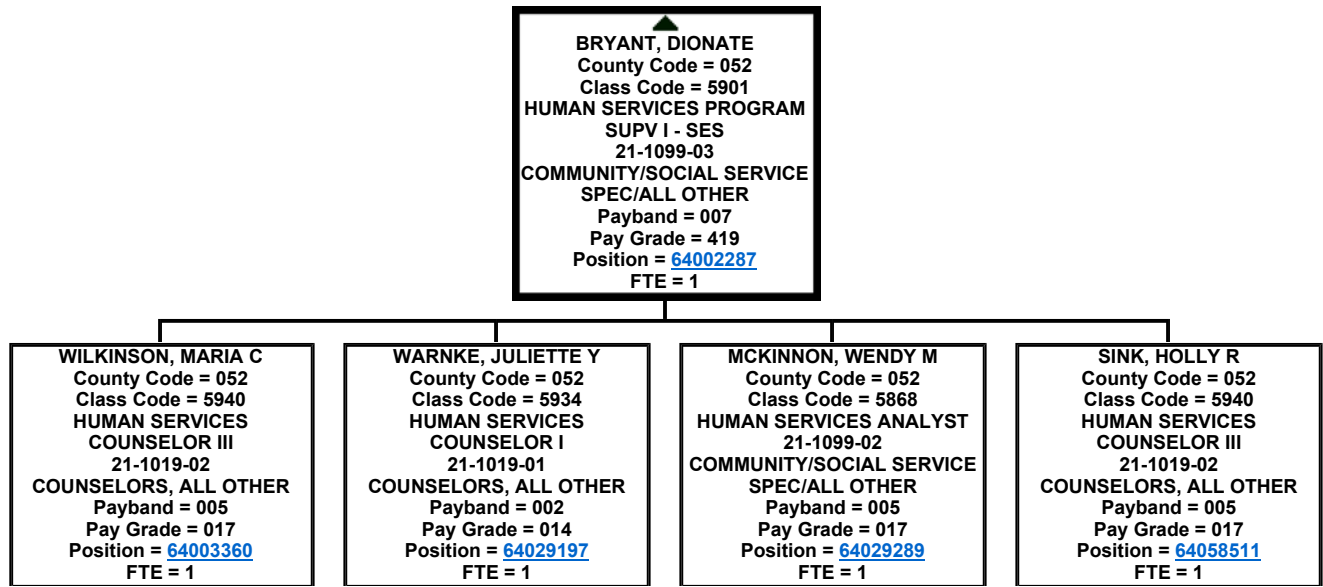 BRYANT, DIONATE
County Code = 052
Class Code = 5901
HUMAN SERVICES PROGRAM
SUPV I - SES
21-1099-03
COMMUNITY/SOCIAL SERVICE
SPEC/ALL OTHER
Payband = 007
Pay Grade = 419
Position = 64002287
FTE = 1
WILKINSON, MARIA C
County Code = 052
Class Code = 5940
HUMAN SERVICES
COUNSELOR III
21-1019-02
COUNSELORS, ALL OTHER
Payband = 005
Pay Grade = 017
Position = 64003360
FTE = 1
WARNKE, JULIETTE Y
County Code = 052
Class Code = 5934
HUMAN SERVICES
COUNSELOR I
21-1019-01
COUNSELORS, ALL OTHER
Payband = 002
Pay Grade = 014
Position = 64029197
FTE = 1
MCKINNON, WENDY M
County Code = 052
Class Code = 5868
HUMAN SERVICES ANALYST
21-1099-02
COMMUNITY/SOCIAL SERVICE
SPEC/ALL OTHER
Payband = 005
Pay Grade = 017
Position = 64029289
FTE = 1
SINK, HOLLY R
County Code = 052
Class Code = 5940
HUMAN SERVICES
COUNSELOR III
21-1019-02
COUNSELORS, ALL OTHER
Payband = 005
Pay Grade = 017
Position = 64058511
FTE = 1